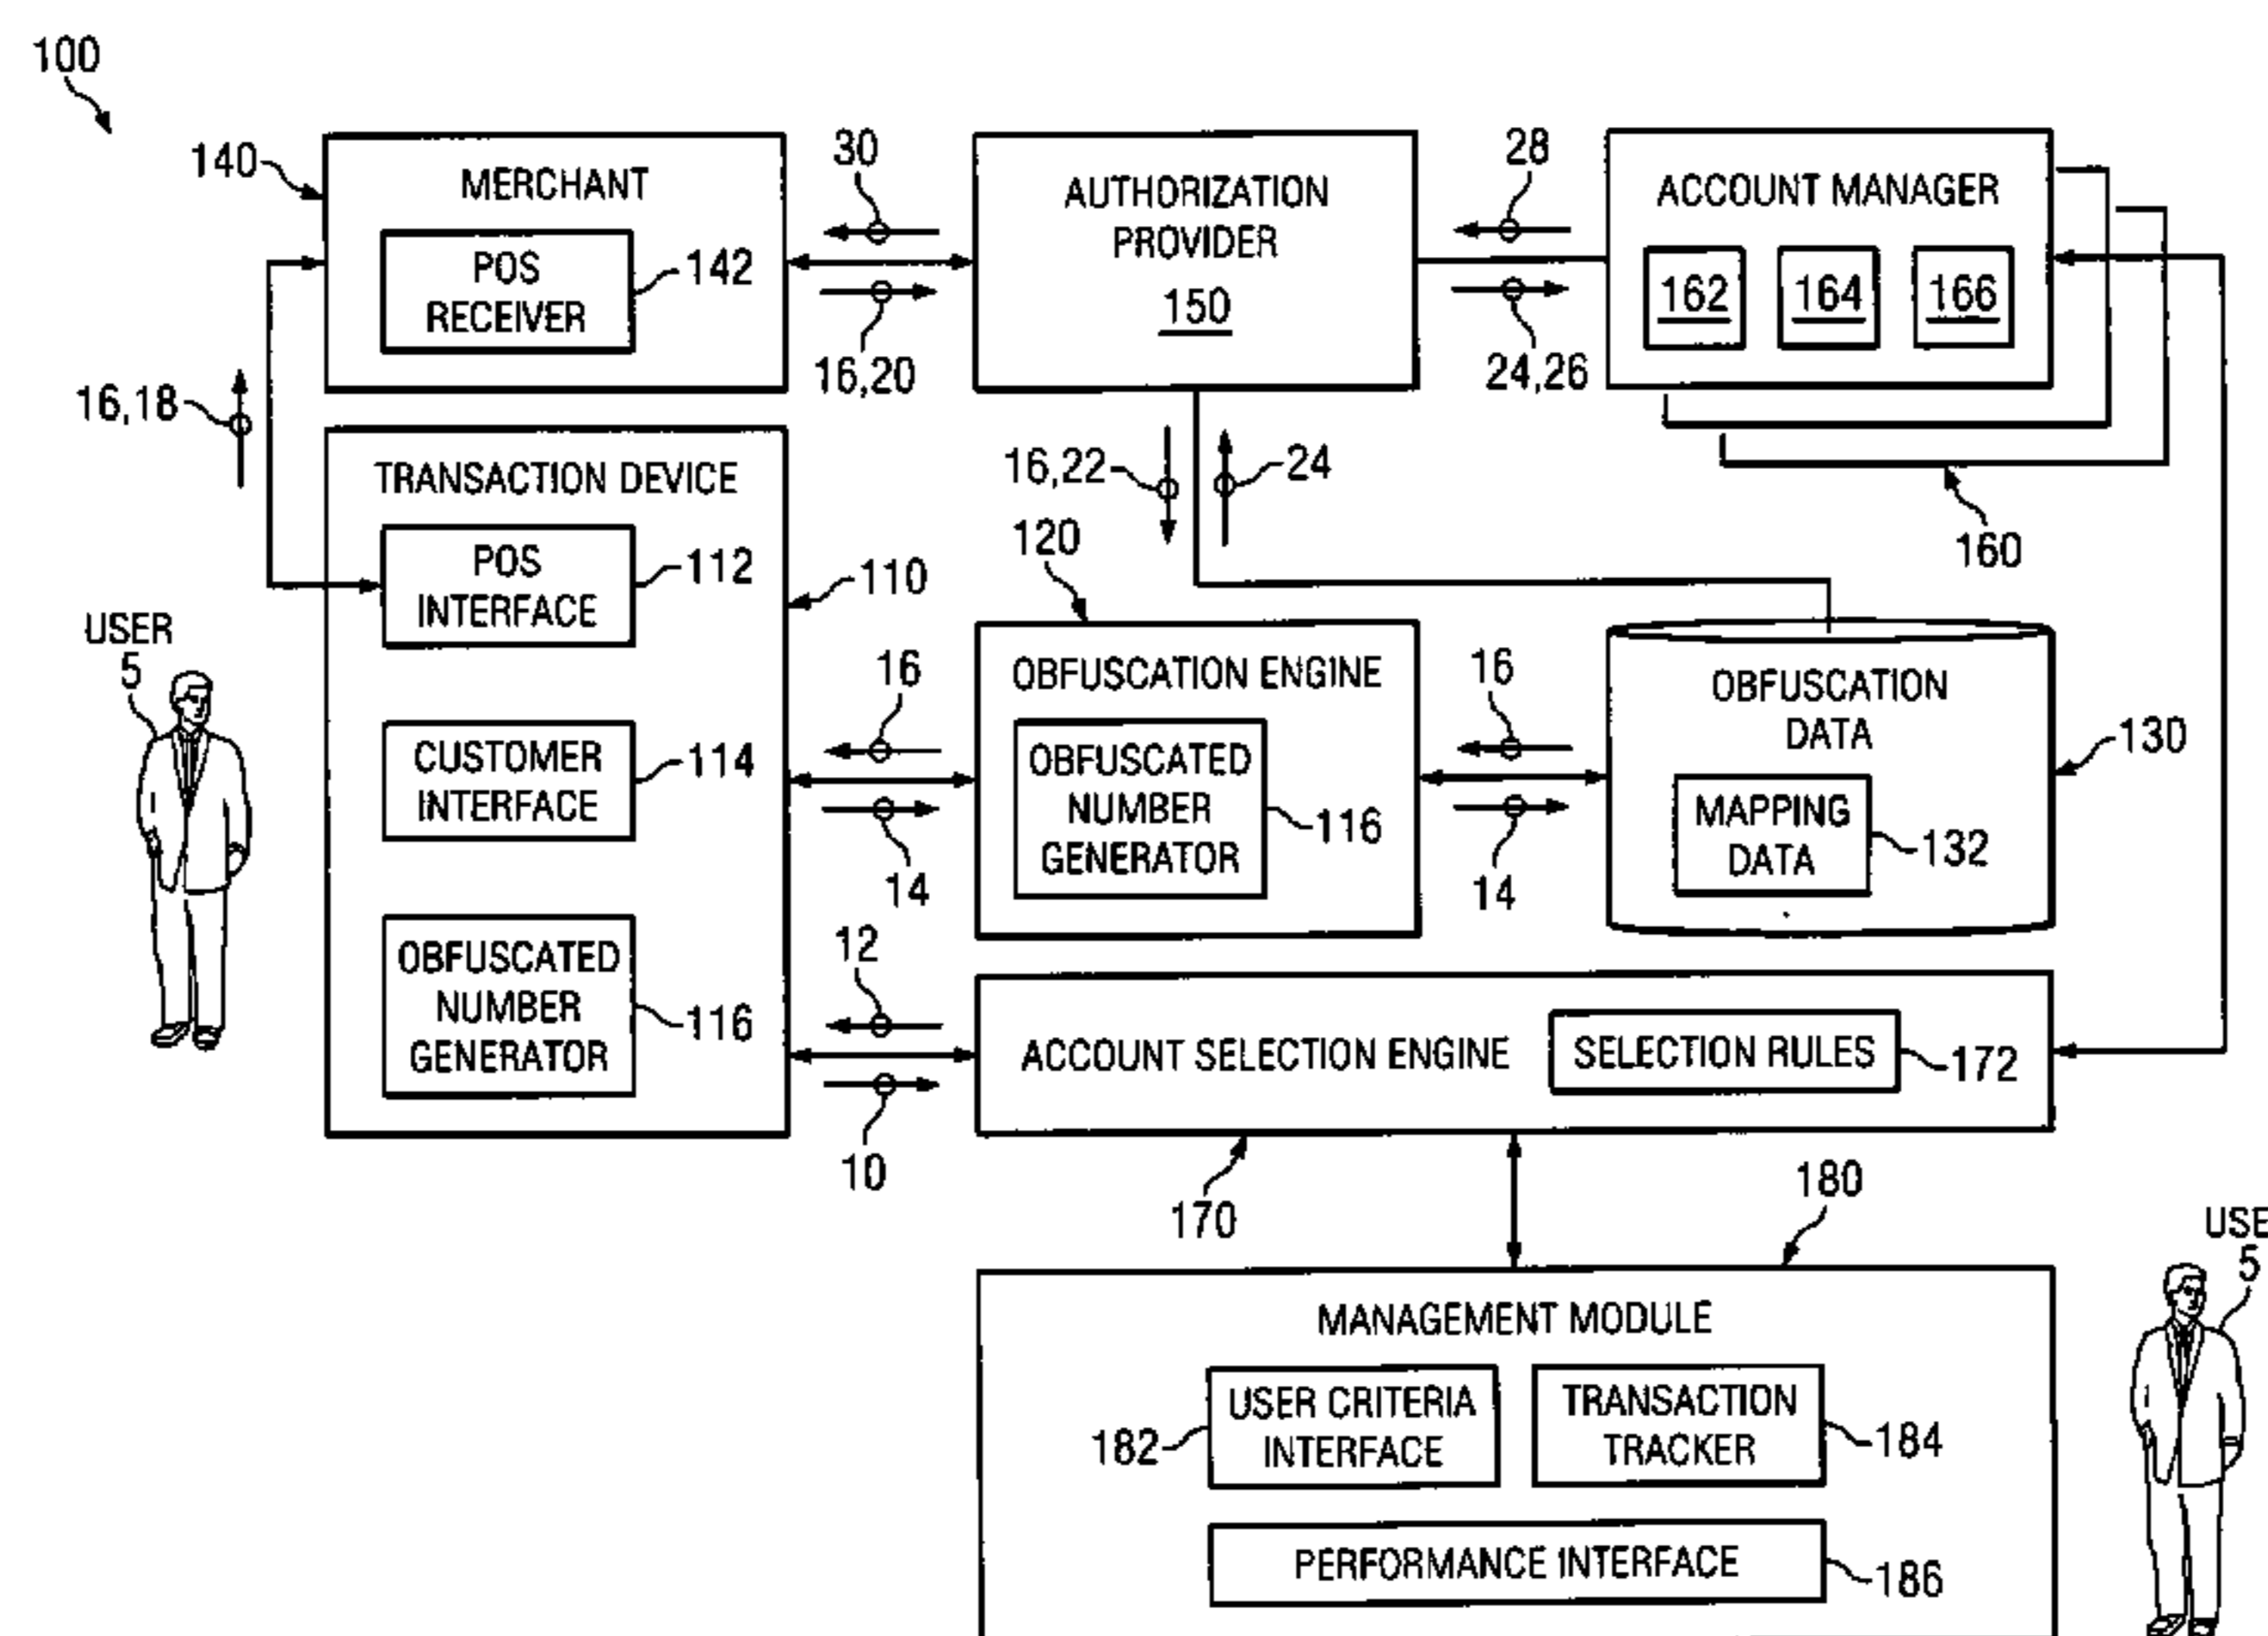 100
140
MERCHANT
POS
RECEIVER
142
30
16,20
AUTHORIZATION
PROVIDER
150
28
24,26
ACCOUNT MANAGER
162
164
166
160
16,18
TRANSACTION DEVICE
POS
INTERFACE
112
110
CUSTOMER
INTERFACE
114
OBFUSCATED
NUMBER
GENERATOR
116
USER
5
16,22
24
120
OBFUSCATION ENGINE
OBFUSCATED
NUMBER
GENERATOR
116
16
14
16
14
OBFUSCATION
DATA
130
MAPPING
DATA
132
12
10
ACCOUNT SELECTION ENGINE
SELECTION RULES
172
170
180
MANAGEMENT MODULE
USER CRITERIA
INTERFACE
182
TRANSACTION
TRACKER
184
PERFORMANCE INTERFACE
186
USE
5